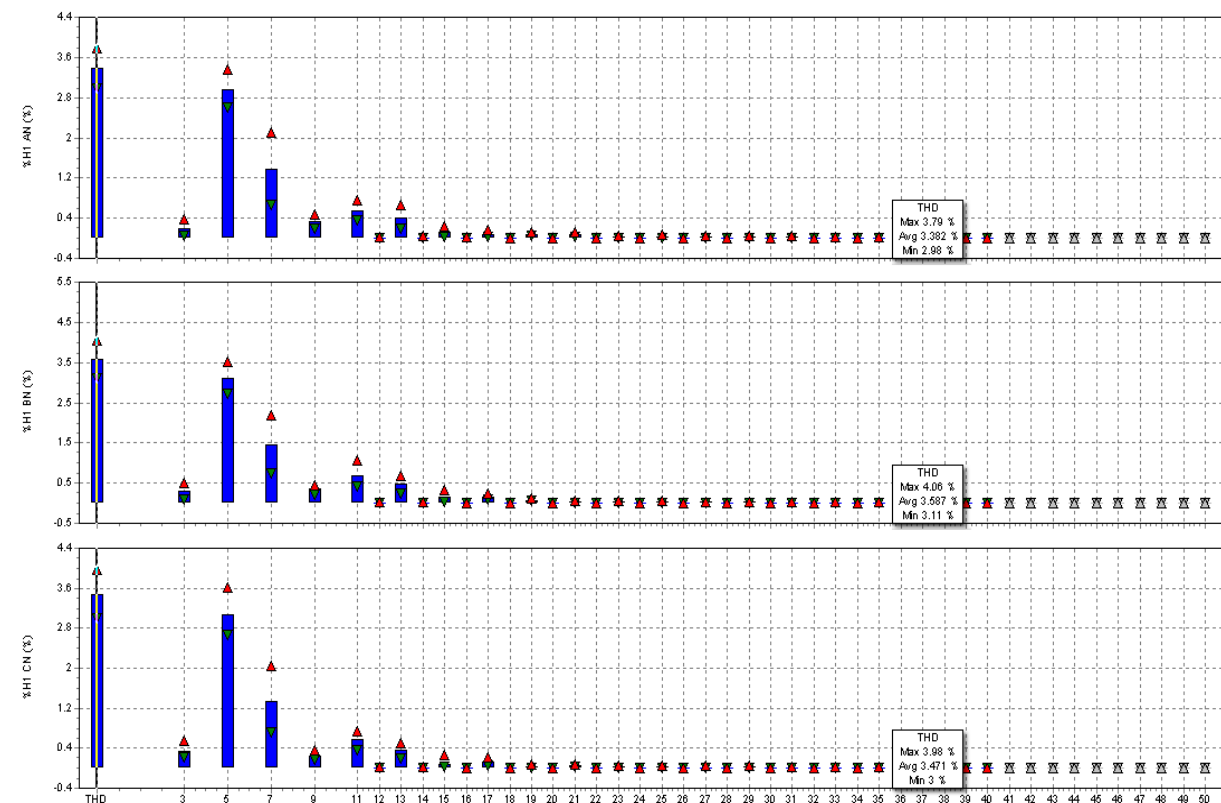 4.4
3.6
2.8
2
1.2
0.4
-0.4
%H1 AN (%)
THD
Max 3.79 %
Avg 3.382 %
Min 2.98 %
5.5
4.5
3.5
2.5
1.5
0.5
-0.5
%H1 BN (%)
THD
Max 4.06 %
Avg 3.587 %
Min 3.11 %
4.4
3.6
2.8
2
1.2
0.4
-0.4
%H1 CN (%)
THD
Max 3.98 %
Avg 3.471 %
Min 3 %
THD 3 5 7 9 11 12 13 14 15 16 17 18 19 20 21 22 23 24 25 26 27 28 29 30 31 32 33 34 35 36 37 38 39 40 41 42 43 44 45 46 47 48 49 50